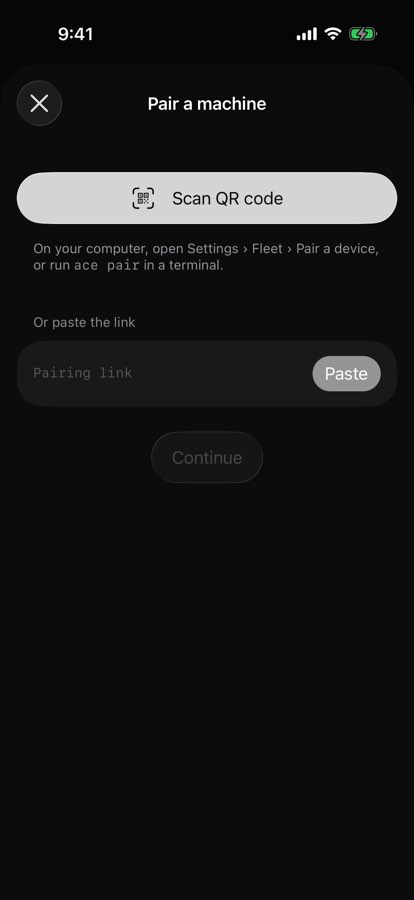 9:41
Pair a machine
Scan QR code
On your computer, open Settings › Fleet › Pair a device,
or run ace pair in a terminal.
Or paste the link
Pairing link
Paste
Continue